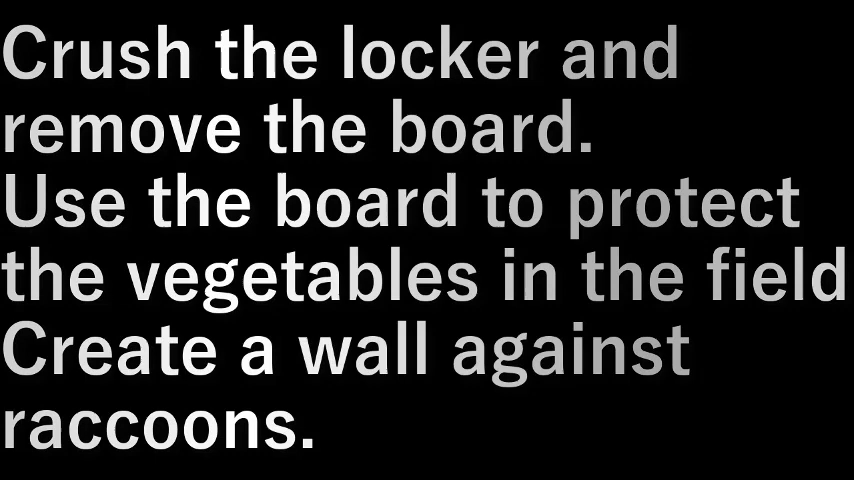 Crush the locker and
remove the board.
Use the board to protect
the vegetables in the field
Create a wall against
raccoons.